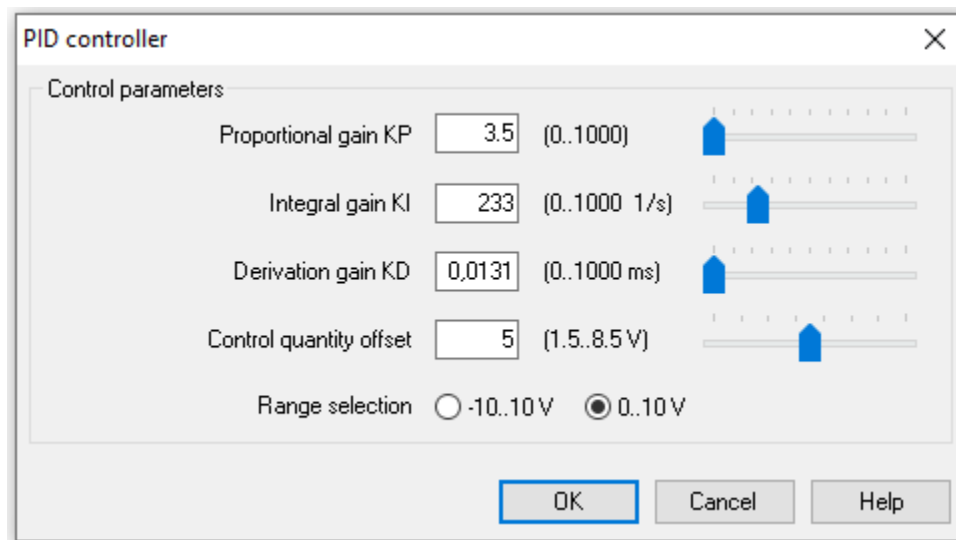 PID controller
Control parameters
Proportional gain KP 3.5 (0..1000)
Integral gain KI 233 (0..1000 1/s)
Derivation gain KD 0,0131 (0..1000 ms)
Control quantity offset 5 (1.5..8.5 V)
Range selection -10..10 V 0..10 V
OK Cancel Help